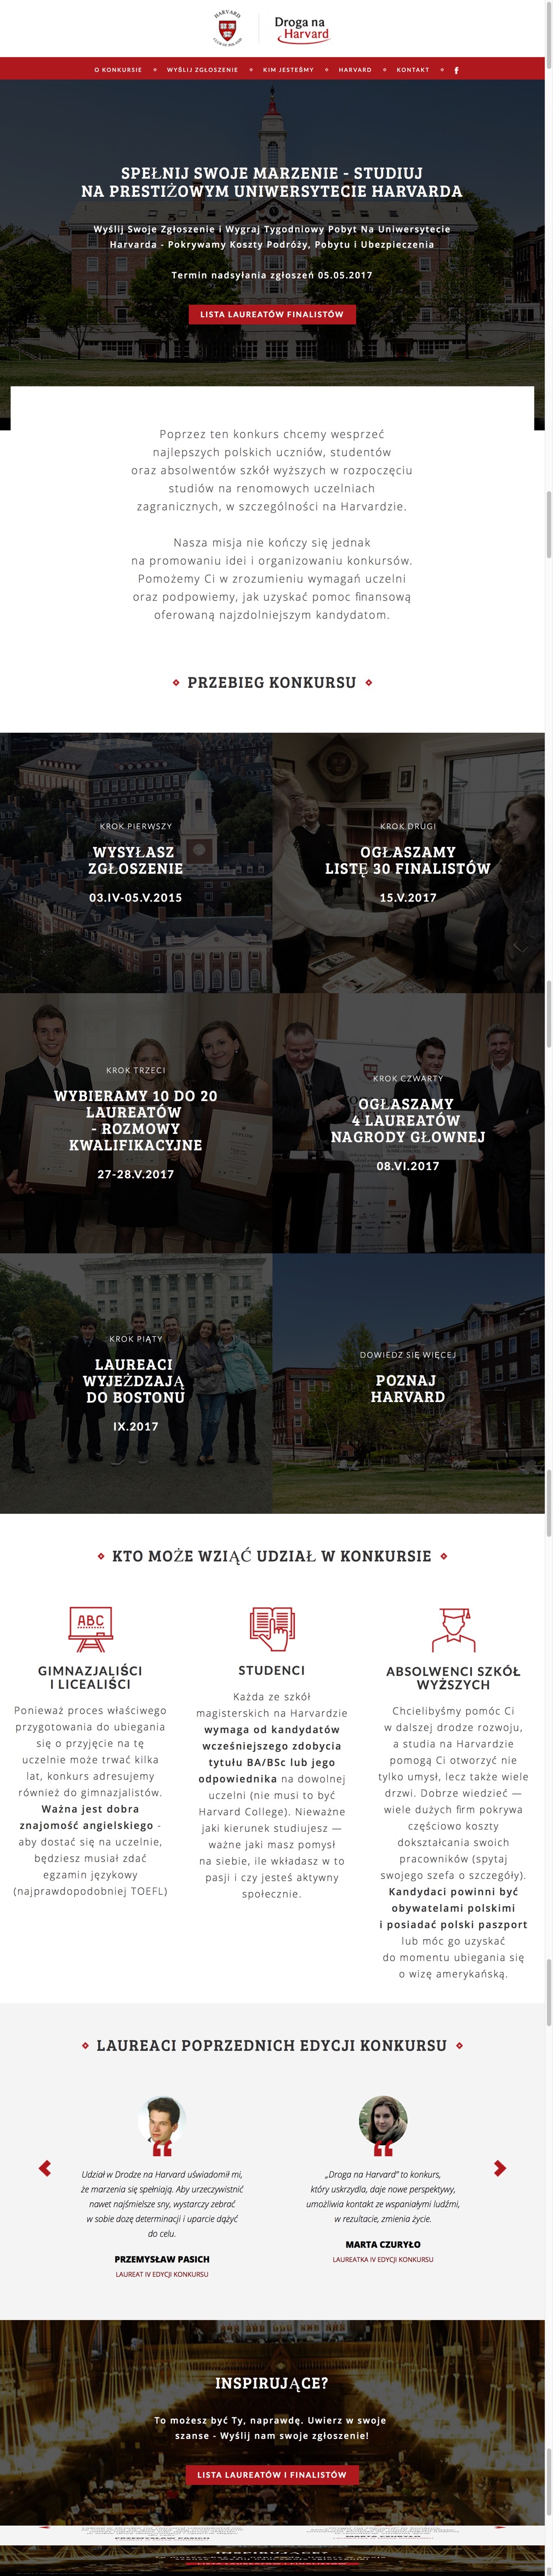 HARVARD
CLUB OF POLAND
Droga na
Harvard
O KONKURSIE
WYŚLIJ ZGŁOSZENIE
KIM JESTEŚMY
HARVARD
KONTAKT
f
SPEŁNIJ SWOJE MARZENIE - STUDIUJ
NA PRESTIŻOWYM UNIWERSYTECIE HARVARDA
Wyślij Swoje Zgłoszenie i Wygraj Tygodniowy Pobyt Na Uniwersytecie
Harvarda - Pokrywamy Koszty Podróży, Pobytu i Ubezpieczenia
Termin nadsyłania zgłoszeń 05.05.2017
LISTA LAUREATÓW FINALISTÓW
Poprzez ten konkurs chcemy wesprzeć
najlepszych polskich uczniów, studentów
oraz absolwentów szkół wyższych w rozpoczęciu
studiów na renomowych uczelniach
zagranicznych, w szczególności na Harvardzie.
Nasza misja nie kończy się jednak
na promowaniu idei i organizowaniu konkursów.
Pomożemy Ci w zrozumieniu wymagań uczelni
oraz podpowiemy, jak uzyskać pomoc finansową
oferowaną najzdolniejszym kandydatom.
PRZEBIEG KONKURSU
KROK PIERWSZY
WYSYŁASZ
ZGŁOSZENIE
03.IV-05.V.2015
KROK DRUGI
OGŁASZAMY
LISTĘ 30 FINALISTÓW
15.V.2017
KROK TRZECI
WYBIERAMY 10 DO 20
LAUREATÓW
- ROZMOWY
KWALIFIKACYJNE
27-28.V.2017
KROK CZWARTY
OGŁASZAMY
4 LAUREATÓW
NAGRODY GŁOWNEJ
08.VI.2017
KROK PIĄTY
LAUREACI
WYJEŻDZAJĄ
DO BOSTONU
IX.2017
DOWIEDZ SIĘ WIĘCEJ
POZNAJ
HARVARD
KTO MOŻE WZIĄĆ UDZIAŁ W KONKURSIE
ABC
GIMNAZJALIŚCI
I LICEALIŚCI
Ponieważ proces właściwego
przygotowania do ubiegania
się o przyjęcie na tę
uczelnie może trwać kilka
lat, konkurs adresujemy
również do gimnazjalistów.
Ważna jest dobra
znajomość angielskiego -
aby dostać się na uczelnie,
będziesz musiał zdać
egzamin językowy
(najprawdopodobniej TOEFL)
STUDENCI
Każda ze szkół
magisterskich na Harvardzie
wymaga od kandydatów
wcześniejszego zdobycia
tytułu BA/BSc lub jego
odpowiednika na dowolnej
uczelni (nie musi to być
Harvard College). Nieważne
jaki kierunek studiujesz —
ważne jaki masz pomysł
na siebie, ile wkładasz w to
pasji i czy jesteś aktywny
społecznie.
ABSOLWENCI SZKÓŁ
WYŻSZYCH
Chcielibyśmy pomóc Ci
w dalszej drodze rozwoju,
a studia na Harvardzie
pomogą Ci otworzyć nie
tylko umysł, lecz także wiele
drzwi. Dobrze wiedzieć —
wiele dużych firm pokrywa
częściowo koszty
dokształcania swoich
pracowników (spytaj
swojego szefa o szczegóły).
Kandydaci powinni być
obywatelami polskimi
i posiadać polski paszport
lub móc go uzyskać
do momentu ubiegania się
o wizę amerykańską.
LAUREACI POPRZEDNICH EDYCJI KONKURSU
Udział w Drodze na Harvard uświadomił mi,
że marzenia się spełniają. Aby urzeczywistnić
nawet najśmielsze sny, wystarczy zebrać
w sobie dozę determinacji i uparcie dążyć
do celu.
PRZEMYSŁAW PASICH
LAUREAT IV EDYCJI KONKURSU
„Droga na Harvard" to konkurs,
który uskrzydla, daje nowe perspektywy,
umożliwia kontakt ze wspaniałymi ludźmi,
w rezultacie, zmienia życie.
MARTA CZURYŁO
LAUREATKA IV EDYCJI KONKURSU
INSPIRUJĄCE?
To możesz być Ty, naprawdę. Uwierz w swoje
szanse - Wyślij nam swoje zgłoszenie!
LISTA LAUREATÓW I FINALISTÓW
PRZEMYSŁAW PASICH
MARTA CZURYŁO
INSPIRUJĄCE?
LISTA LAUREATÓW I FINALISTÓW